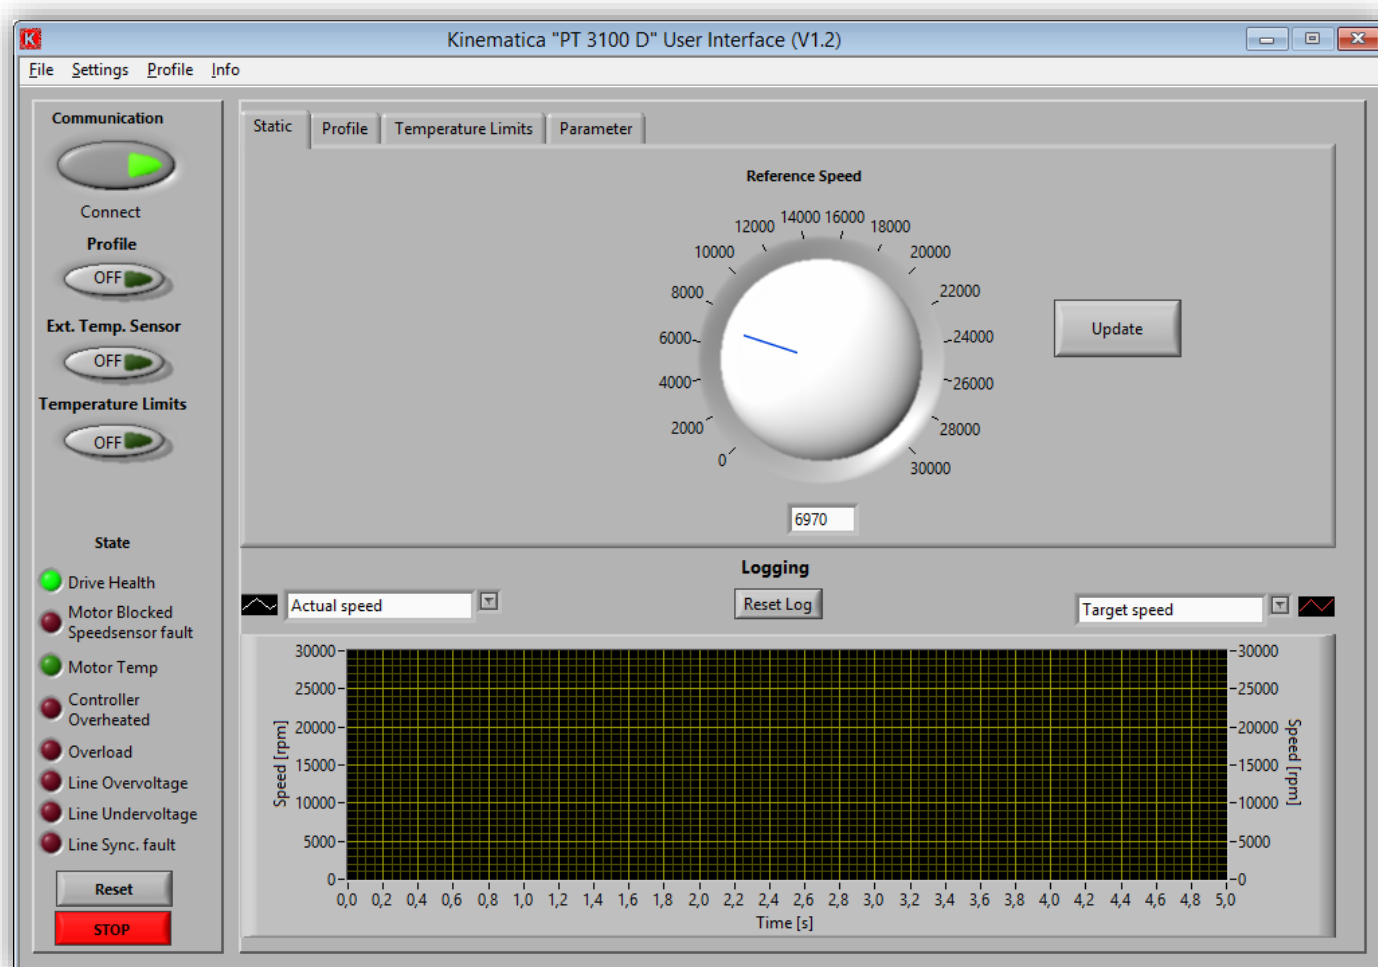 K
Kinematica "PT 3100 D" User Interface (V1.2)
File Settings Profile Info
Communication
Connect
Profile
OFF
Ext. Temp. Sensor
OFF
Temperature Limits
OFF
State
Drive Health
Motor Blocked
Speedsensor fault
Motor Temp
Controller
Overheated
Overload
Line Overvoltage
Line Undervoltage
Line Sync. fault
Reset
STOP
Static Profile Temperature Limits Parameter
Reference Speed
0
2000
4000
6000
8000
10000
12000
14000
16000
18000
20000
22000
24000
26000
28000
30000
6970
Update
Logging
Actual speed
Reset Log
Target speed
Speed [rpm]
30000
25000
20000
15000
10000
5000
0
30000
25000
20000
15000
10000
5000
0
Speed [rpm]
0,0 0,2 0,4 0,6 0,8 1,0 1,2 1,4 1,6 1,8 2,0 2,2 2,4 2,6 2,8 3,0 3,2 3,4 3,6 3,8 4,0 4,2 4,4 4,6 4,8 5,0
Time [s]